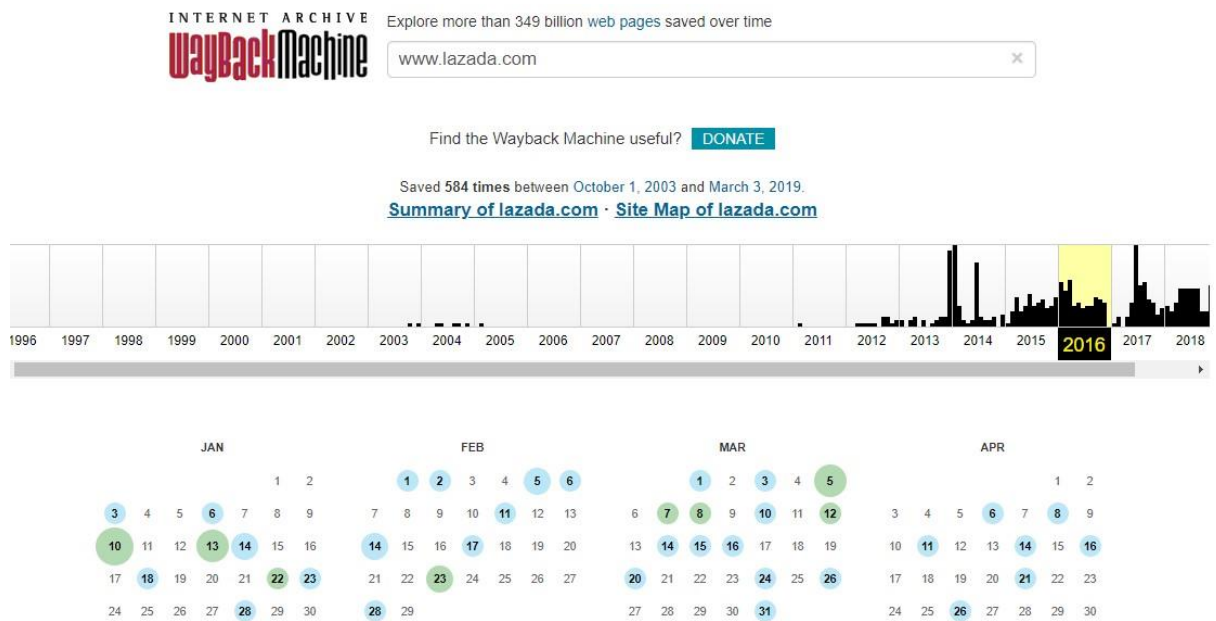 INTERNET ARCHIVE
WayBackMachine
Explore more than 349 billion web pages saved over time
www.lazada.com ×
Find the Wayback Machine useful? DONATE
Saved 584 times between October 1, 2003 and March 3, 2019.
Summary of lazada.com · Site Map of lazada.com
1996 1997 1998 1999 2000 2001 2002 2003 2004 2005 2006 2007 2008 2009 2010 2011 2012 2013 2014 2015 2016 2017 2018
JAN FEB MAR APR
1 2 1 2 3 4 5 6 1 2 3 4 5 1 2
3 4 5 6 7 8 9 7 8 9 10 11 12 13 6 7 8 9 10 11 12 3 4 5 6 7 8 9
10 11 12 13 14 15 16 14 15 16 17 18 19 20 13 14 15 16 17 18 19 10 11 12 13 14 15 16
17 18 19 20 21 22 23 21 22 23 24 25 26 27 20 21 22 23 24 25 26 17 18 19 20 21 22 23
24 25 26 27 28 29 30 28 29 27 28 29 30 31 24 25 26 27 28 29 30